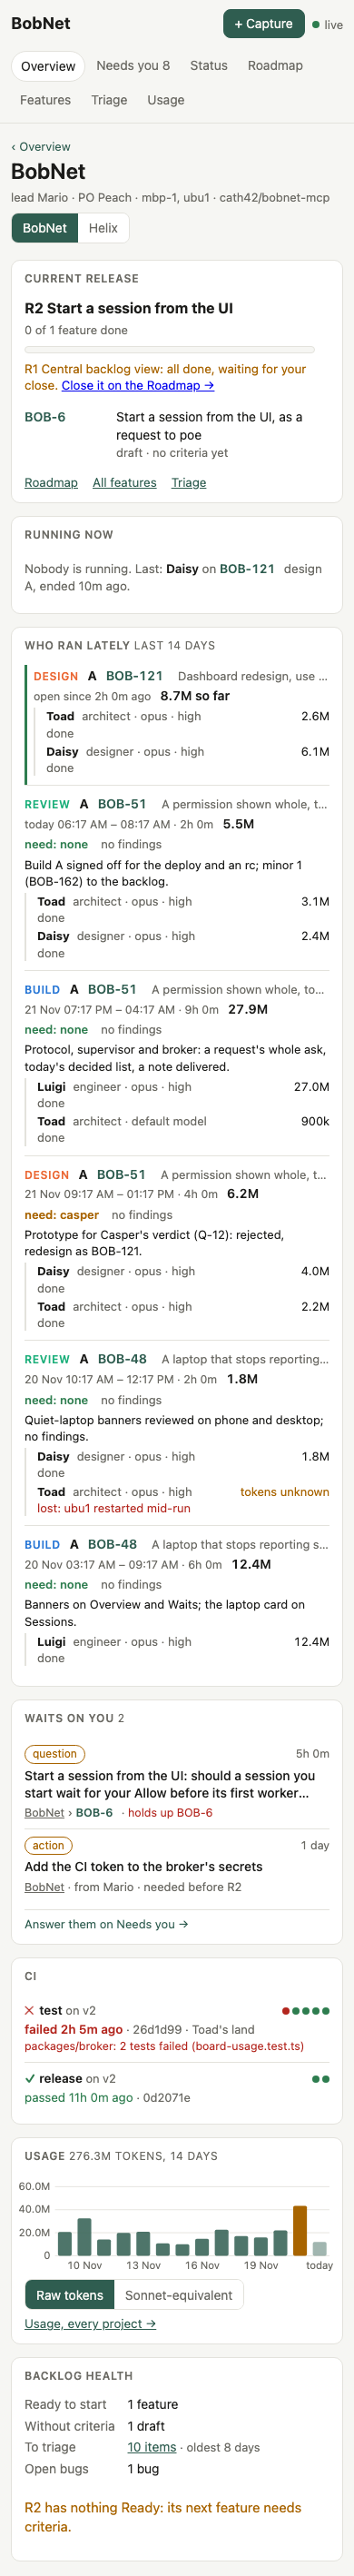 BobNet
+ Capture
live
Overview
Needs you 8
Status
Roadmap
Features
Triage
Usage
‹ Overview
BobNet
lead Mario · PO Peach · mbp-1, ubu1 · cath42/bobnet-mcp
BobNet
Helix
CURRENT RELEASE
R2 Start a session from the UI
0 of 1 feature done
R1 Central backlog view: all done, waiting for your
close. Close it on the Roadmap →
BOB-6
Start a session from the UI, as a
request to poe
draft · no criteria yet
Roadmap
All features
Triage
RUNNING NOW
Nobody is running. Last: Daisy on BOB-121 design
A, ended 10m ago.
WHO RAN LATELY LAST 14 DAYS
DESIGN A BOB-121 Dashboard redesign, use ...
open since 2h 0m ago 8.7M so far
Toad architect · opus · high 2.6M
done
Daisy designer · opus · high 6.1M
done
REVIEW A BOB-51 A permission shown whole, t...
today 06:17 AM – 08:17 AM · 2h 0m 5.5M
need: none no findings
Build A signed off for the deploy and an rc; minor 1
(BOB-162) to the backlog.
Toad architect · opus · high 3.1M
done
Daisy designer · opus · high 2.4M
done
BUILD A BOB-51 A permission shown whole, to...
21 Nov 07:17 PM – 04:17 AM · 9h 0m 27.9M
need: none no findings
Protocol, supervisor and broker: a request's whole ask,
today's decided list, a note delivered.
Luigi engineer · opus · high 27.0M
done
Toad architect · default model 900k
done
DESIGN A BOB-51 A permission shown whole, t...
21 Nov 09:17 AM – 01:17 PM · 4h 0m 6.2M
need: casper no findings
Prototype for Casper's verdict (Q-12): rejected,
redesign as BOB-121.
Daisy designer · opus · high 4.0M
done
Toad architect · opus · high 2.2M
done
REVIEW A BOB-48 A laptop that stops reporting...
20 Nov 10:17 AM – 12:17 PM · 2h 0m 1.8M
need: none no findings
Quiet-laptop banners reviewed on phone and desktop;
no findings.
Daisy designer · opus · high 1.8M
done
Toad architect · opus · high tokens unknown
lost: ubu1 restarted mid-run
BUILD A BOB-48 A laptop that stops reporting s...
20 Nov 03:17 AM – 09:17 AM · 6h 0m 12.4M
need: none no findings
Banners on Overview and Waits; the laptop card on
Sessions.
Luigi engineer · opus · high 12.4M
done
WAITS ON YOU 2
question 5h 0m
Start a session from the UI: should a session you
start wait for your Allow before its first worker...
BobNet › BOB-6 · holds up BOB-6
action 1 day
Add the CI token to the broker's secrets
BobNet · from Mario · needed before R2
Answer them on Needs you →
CI
test on v2
failed 2h 5m ago · 26d1d99 · Toad's land
packages/broker: 2 tests failed (board-usage.test.ts)
release on v2
passed 11h 0m ago · 0d2071e
USAGE 276.3M TOKENS, 14 DAYS
60.0M
40.0M
20.0M
0
10 Nov 13 Nov 16 Nov 19 Nov today
Raw tokens
Sonnet-equivalent
Usage, every project →
BACKLOG HEALTH
Ready to start 1 feature
Without criteria 1 draft
To triage 10 items · oldest 8 days
Open bugs 1 bug
R2 has nothing Ready: its next feature needs
criteria.